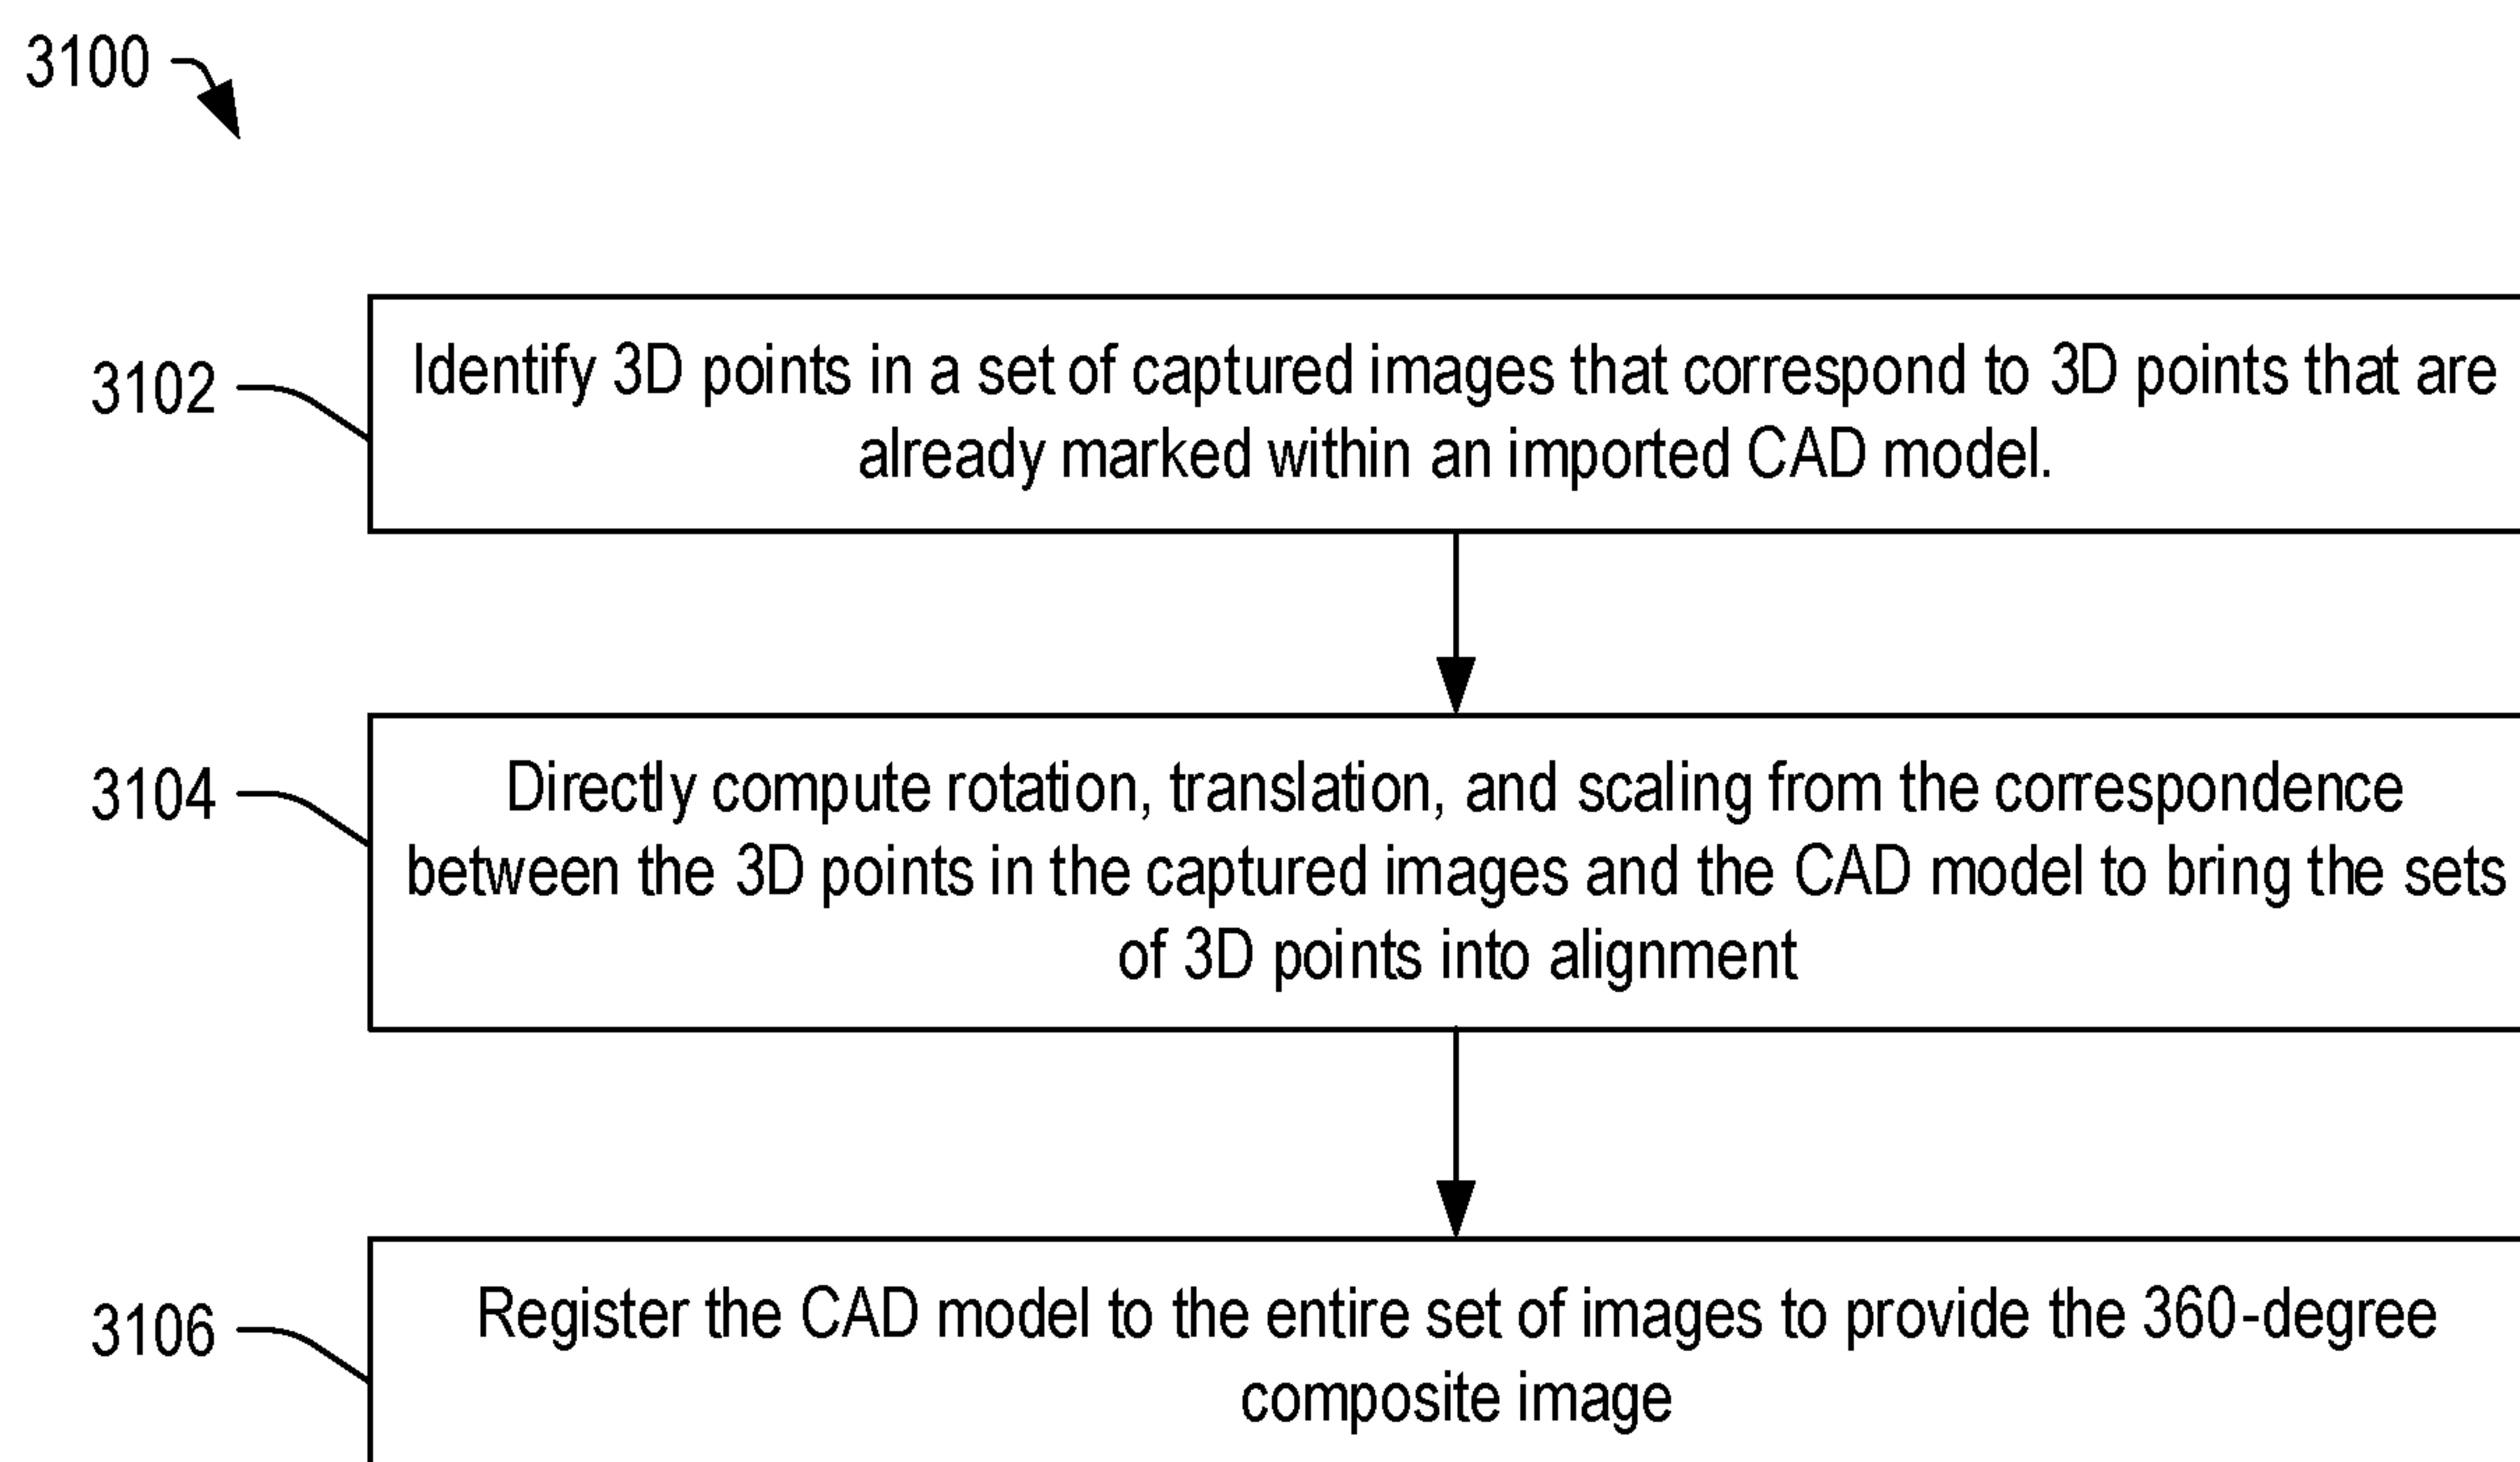 3100
3102
Identify 3D points in a set of captured images that correspond to 3D points that are
already marked within an imported CAD model.
3104
Directly compute rotation, translation, and scaling from the correspondence
between the 3D points in the captured images and the CAD model to bring the sets
of 3D points into alignment
3106
Register the CAD model to the entire set of images to provide the 360-degree
composite image